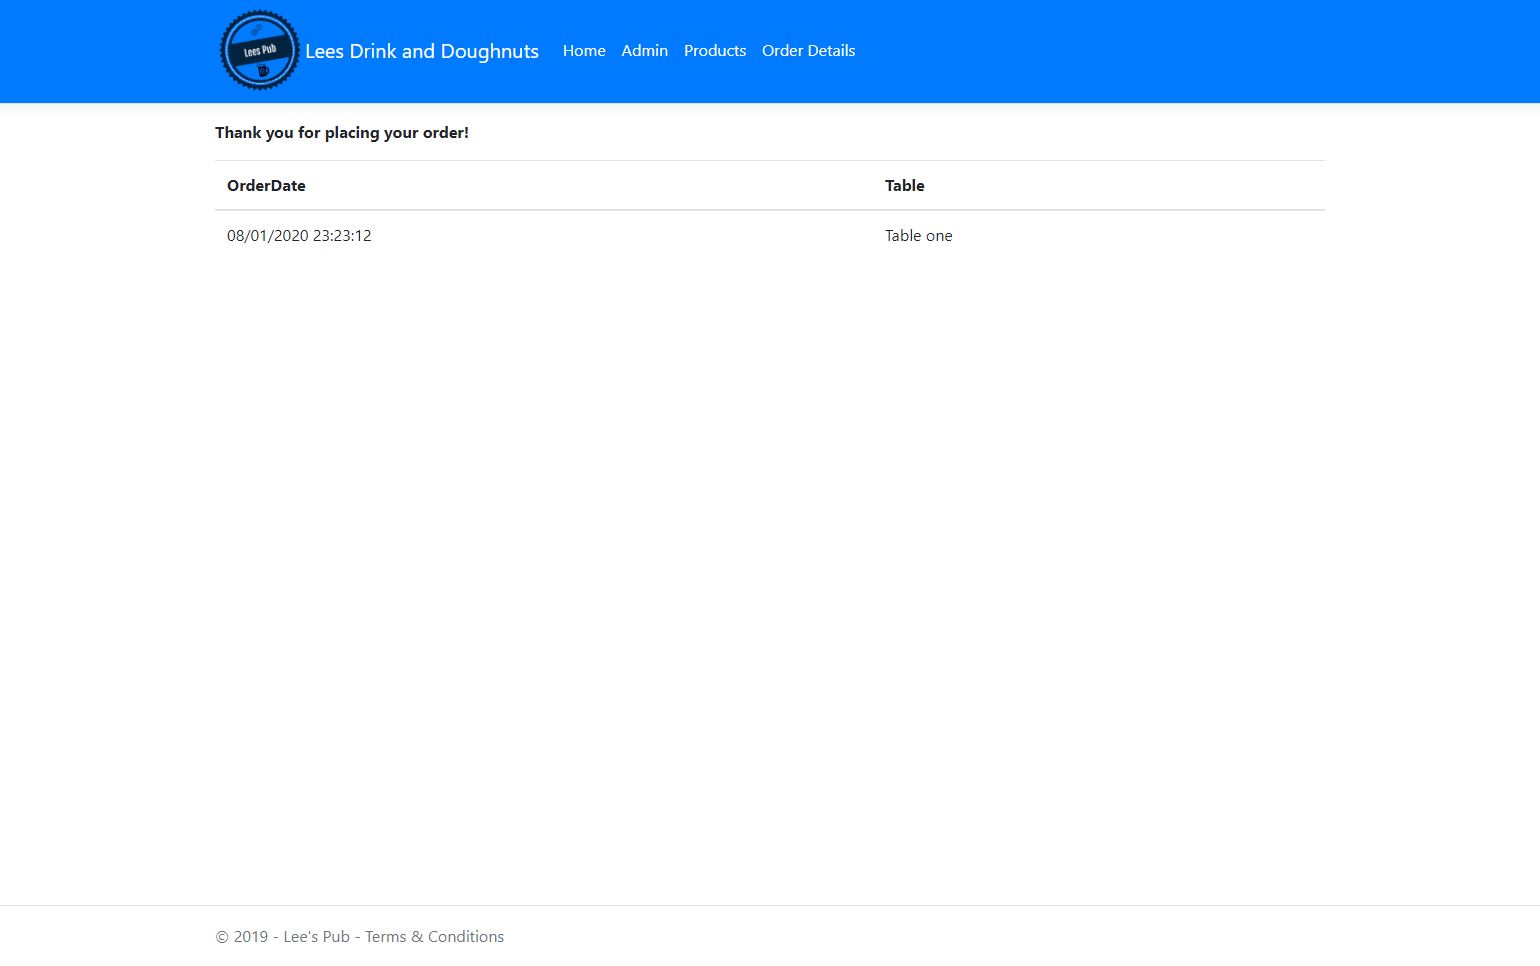 Lees Pub
Lees Drink and Doughnuts
Home Admin Products Order Details
Thank you for placing your order!
OrderDate Table
08/01/2020 23:23:12 Table one
© 2019 - Lee's Pub - Terms & Conditions